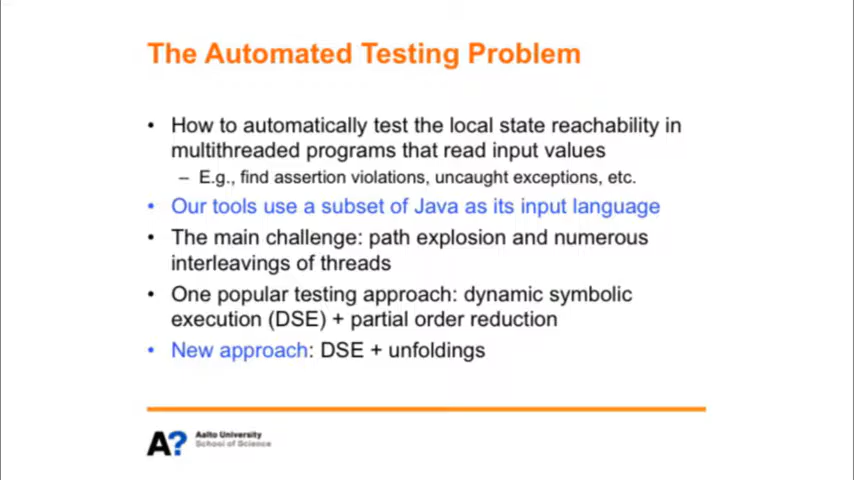 The Automated Testing Problem
• How to automatically test the local state reachability in
multithreaded programs that read input values
– E.g., find assertion violations, uncaught exceptions, etc.
• Our tools use a subset of Java as its input language
• The main challenge: path explosion and numerous
interleavings of threads
• One popular testing approach: dynamic symbolic
execution (DSE) + partial order reduction
• New approach: DSE + unfoldings
A?
Aalto University
School of Science